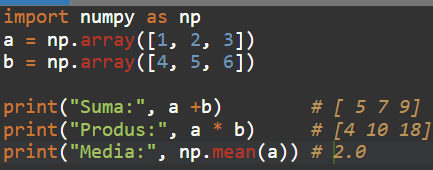 import numpy as np
a = np.array([1, 2, 3])
b = np.array([4, 5, 6])
print("Suma:", a +b)        # [ 5 7 9]
print("Produs:", a * b)     # [4 10 18]
print("Media:", np.mean(a)) # 2.0